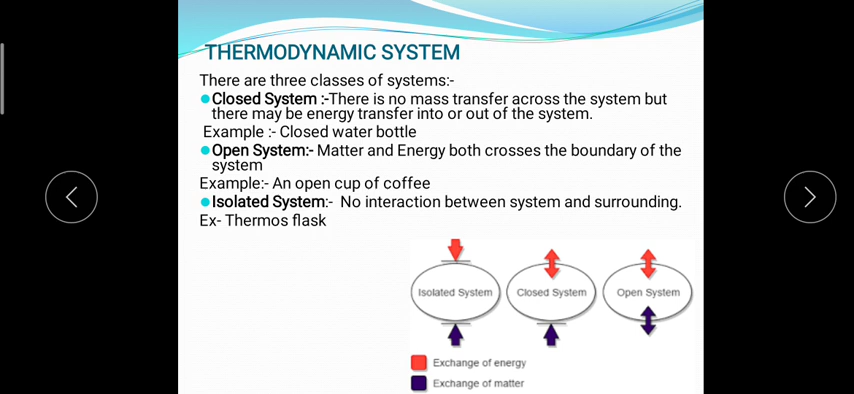 THERMODYNAMIC SYSTEM
There are three classes of systems:-
Closed System :-There is no mass transfer across the system but
there may be energy transfer into or out of the system.
Example :- Closed water bottle
Open System:- Matter and Energy both crosses the boundary of the
system
Example:- An open cup of coffee
Isolated System:- No interaction between system and surrounding.
Ex- Thermos flask
Isolated System Closed System Open System
Exchange of energy
Exchange of matter